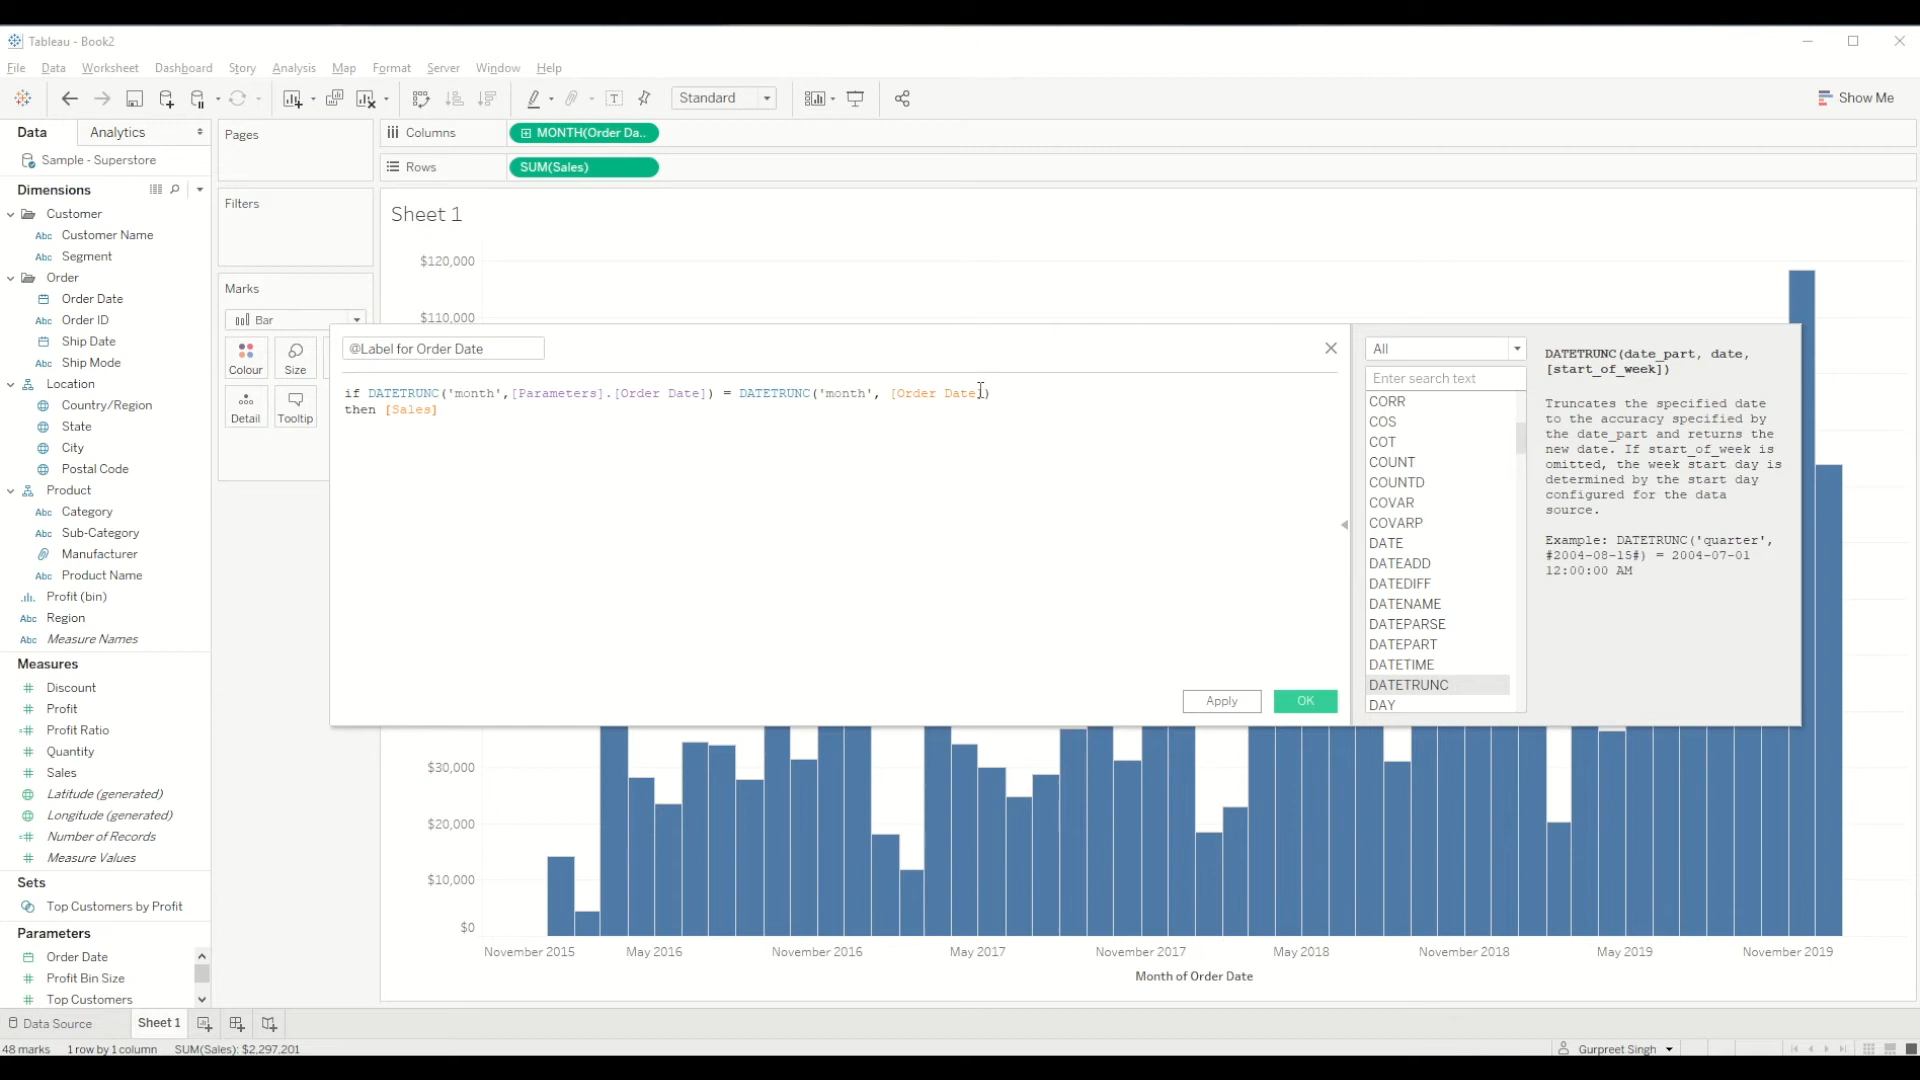 Tableau - Book2
File Data Worksheet Dashboard Story Analysis Map Format Server Window Help
Standard
Show Me
Data Analytics
Pages
Columns MONTH(Order Da..
Sample - Superstore
Rows SUM(Sales)
Dimensions
Filters
Sheet 1
Customer
Abc Customer Name
Abc Segment
Order
Order Date
Abc Order ID
Ship Date
Abc Ship Mode
Location
Country/Region
State
City
Postal Code
Product
Abc Category
Abc Sub-Category
Manufacturer
Abc Product Name
Profit (bin)
Abc Region
Abc Measure Names
Measures
Discount
Profit
Profit Ratio
Quantity
Sales
Latitude (generated)
Longitude (generated)
Number of Records
Measure Values
Sets
Top Customers by Profit
Parameters
Order Date
Profit Bin Size
Top Customers
Marks
Bar
Colour Size
Detail Tooltip
$120,000
$110,000
@Label for Order Date
if DATETRUNC('month',[Parameters].[Order Date]) = DATETRUNC('month', [Order Date])
then [Sales]
Apply OK
All
Enter search text
CORR
COS
COT
COUNT
COUNTD
COVAR
COVARP
DATE
DATEADD
DATEDIFF
DATENAME
DATEPARSE
DATEPART
DATETIME
DATETRUNC
DAY
DATETRUNC(date_part, date,
[start_of_week])
Truncates the specified date
to the accuracy specified by
the date_part and returns the
new date. If start_of_week is
omitted, the week start day is
determined by the start day
configured for the data
source.
Example: DATETRUNC('quarter',
#2004-08-15#) = 2004-07-01
12:00:00 AM
$30,000
$20,000
$10,000
$0
November 2015 May 2016 November 2016 May 2017 November 2017 May 2018 November 2018 May 2019 November 2019
Month of Order Date
Data Source Sheet 1
48 marks 1 row by 1 column SUM(Sales): $2,297,201
Gurpreet Singh